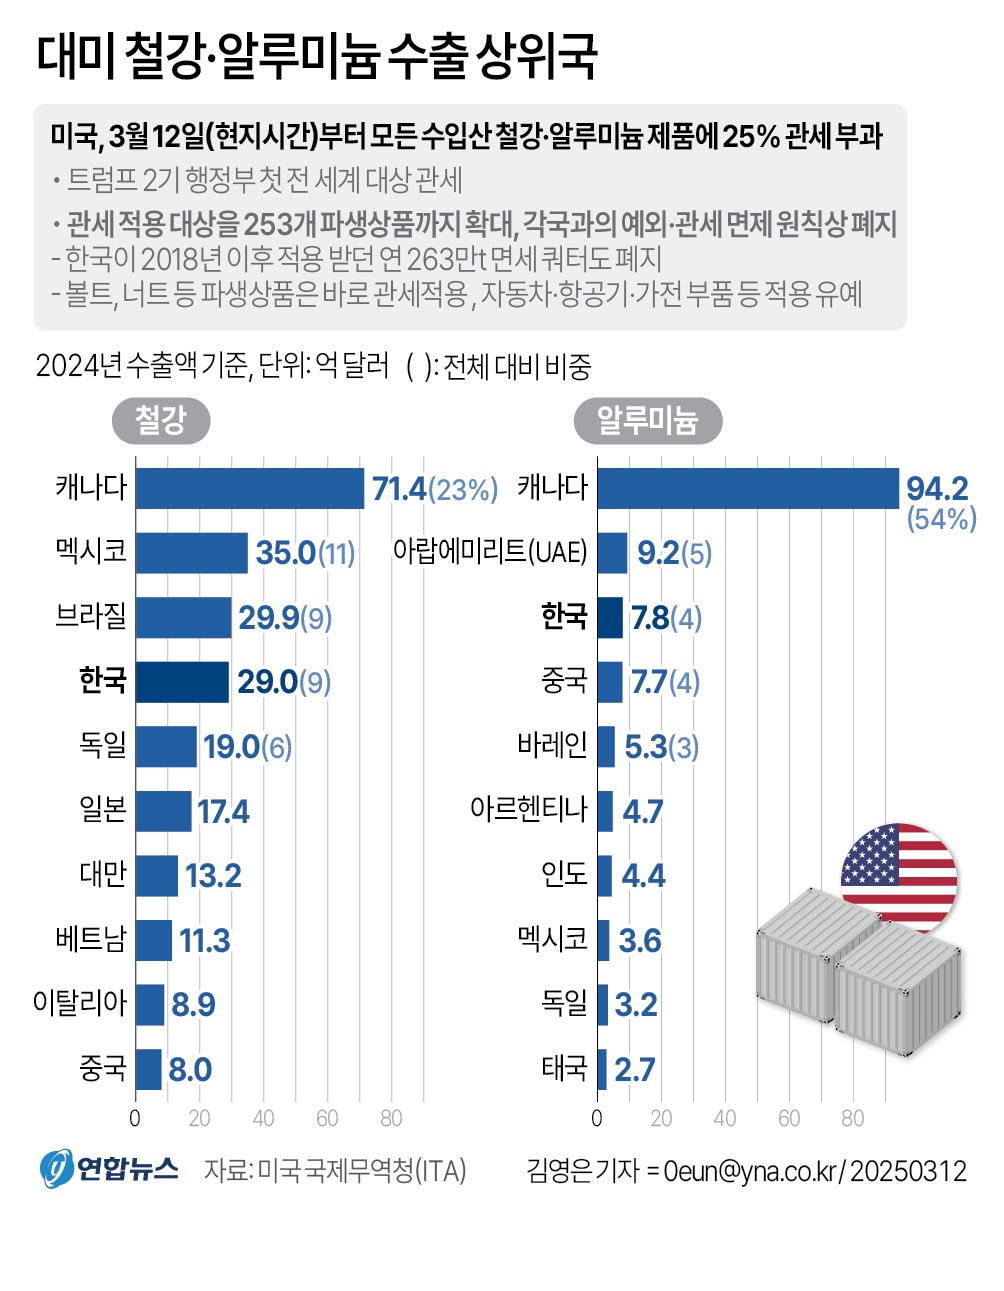 대미 철강·알루미늄 수출 상위국
미국, 3월 12일(현지시간)부터 모든 수입산 철강·알루미늄 제품에 25% 관세 부과
· 트럼프 2기 행정부 첫 전 세계 대상 관세
· 관세 적용 대상을 253개 파생상품까지 확대, 각국과의 예외·관세 면제 원칙상 폐지
- 한국이 2018년 이후 적용 받던 연 263만t 면세 쿼터도 폐지
- 볼트, 너트 등 파생상품은 바로 관세적용 , 자동차·항공기·가전 부품 등 적용 유예
2024년 수출액 기준, 단위: 억 달러 ( ): 전체 대비 비중
철강
캐나다 71.4(23%)
멕시코 35.0(11)
브라질 29.9(9)
한국 29.0(9)
독일 19.0(6)
일본 17.4
대만 13.2
베트남 11.3
이탈리아 8.9
중국 8.0
0 20 40 60 80
알루미늄
캐나다 94.2
(54%)
아랍에미리트(UAE) 9.2(5)
한국 7.8(4)
중국 7.7(4)
바레인 5.3(3)
아르헨티나 4.7
인도 4.4
멕시코 3.6
독일 3.2
태국 2.7
0 20 40 60 80
연합뉴스 자료: 미국 국제무역청(ITA) 김영은 기자 = 0eun@yna.co.kr / 20250312